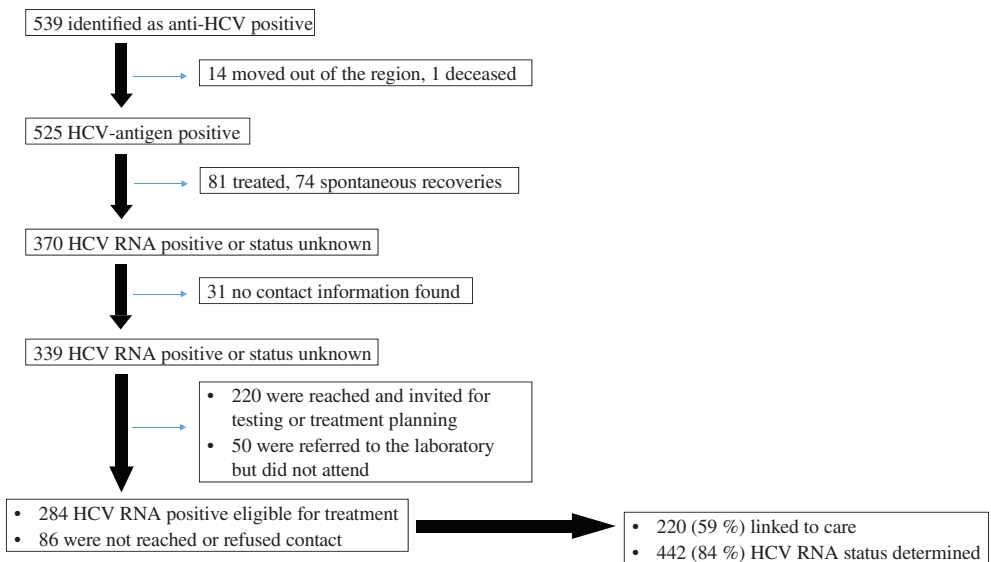 539 identified as anti-HCV positive
14 moved out of the region, 1 deceased
525 HCV-antigen positive
81 treated, 74 spontaneous recoveries
370 HCV RNA positive or status unknown
31 no contact information found
339 HCV RNA positive or status unknown
• 220 were reached and invited for
testing or treatment planning
• 50 were referred to the laboratory
but did not attend
• 284 HCV RNA positive eligible for treatment
• 86 were not reached or refused contact
• 220 (59 %) linked to care
• 442 (84 %) HCV RNA status determined